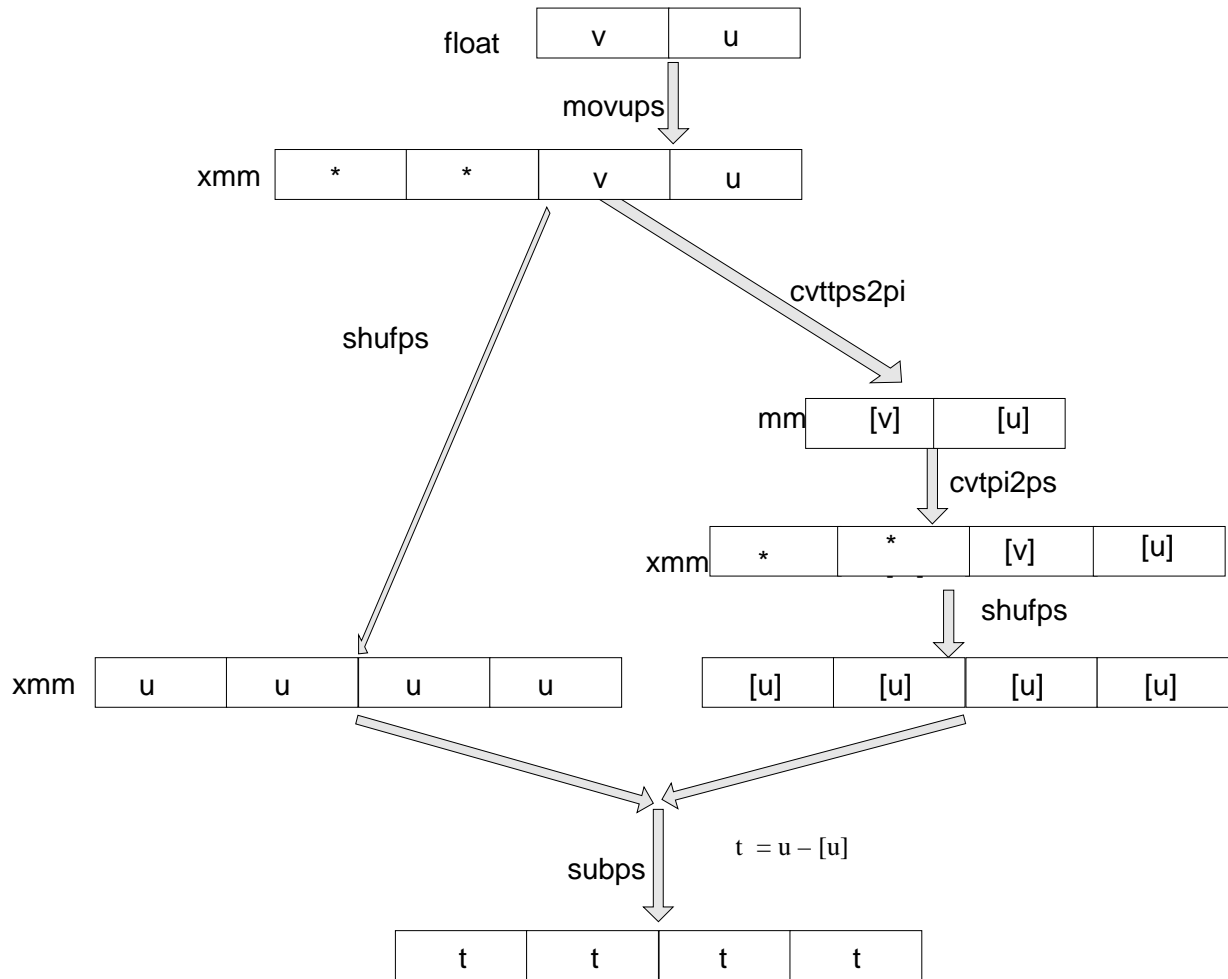 float
v u
movups
xmm
* * v u
cvttps2pi
shufps
mm
[v] [u]
cvtpi2ps
xmm
* * [v] [u]
shufps
xmm
u u u u
[u] [u] [u] [u]
t = u – [u]
subps
t t t t